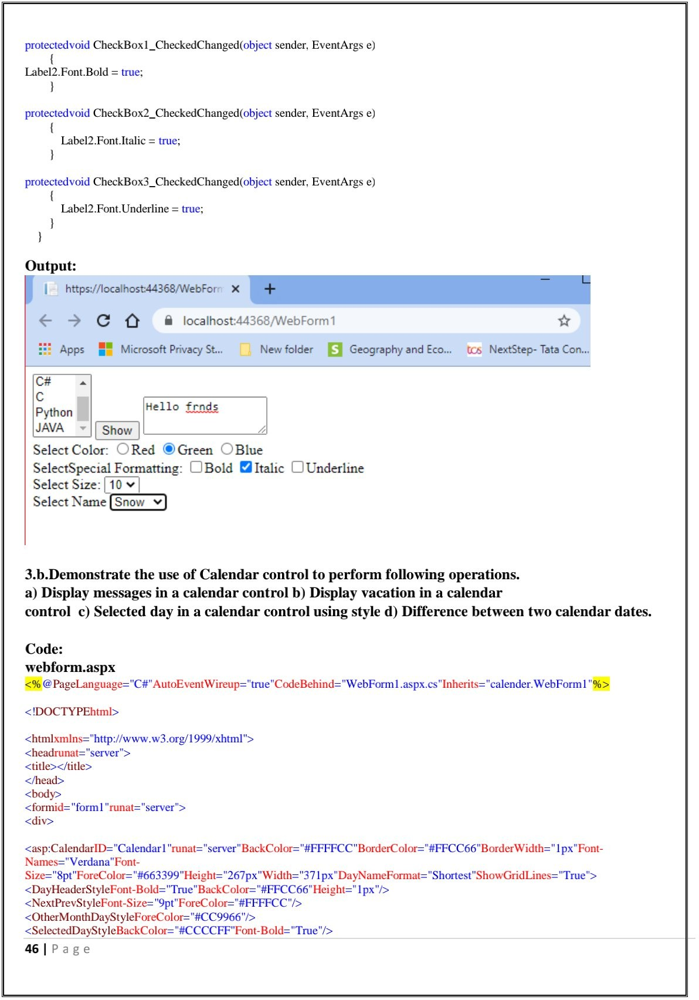 protectedvoid CheckBox1_CheckedChanged(object sender, EventArgs e)
{
Label2.Font.Bold = true;
}
protectedvoid CheckBox2_CheckedChanged(object sender, EventArgs e)
{
Label2.Font.Italic = true;
}
protectedvoid CheckBox3_CheckedChanged(object sender, EventArgs e)
{
Label2.Font.Underline = true;
}
}
Output:
https://localhost:44368/WebForm
localhost:44368/WebForm1
Apps Microsoft Privacy St... New folder S Geography and Eco... tcs NextStep- Tata Con...
C#
C
Python
JAVA
Show
Hello frnds
Select Color: Red Green Blue
SelectSpecial Formatting: Bold Italic Underline
Select Size: 10
Select Name Snow
3.b.Demonstrate the use of Calendar control to perform following operations.
a) Display messages in a calendar control b) Display vacation in a calendar
control c) Selected day in a calendar control using style d) Difference between two calendar dates.
Code:
webform.aspx
<%@PageLanguage="C#"AutoEventWireup="true"CodeBehind="WebForm1.aspx.cs"Inherits="calender.WebForm1"%>
<!DOCTYPEhtml>
<htmlxmlns="http://www.w3.org/1999/xhtml">
<headrunat="server">
<title></title>
</head>
<body>
<formid="form1"runat="server">
<div>
<asp:CalendarID="Calendar1"runat="server"BackColor="#FFFFCC"BorderColor="#FFCC66"BorderWidth="1px"Font-
Names="Verdana"Font-
Size="8pt"ForeColor="#663399"Height="267px"Width="371px"DayNameFormat="Shortest"ShowGridLines="True">
<DayHeaderStyleFont-Bold="True"BackColor="#FFCC66"Height="1px"/>
<NextPrevStyleFont-Size="9pt"ForeColor="#FFFFCC"/>
<OtherMonthDayStyleForeColor="#CC9966"/>
<SelectedDayStyleBackColor="#CCCCFF"Font-Bold="True"/>
46 | Page